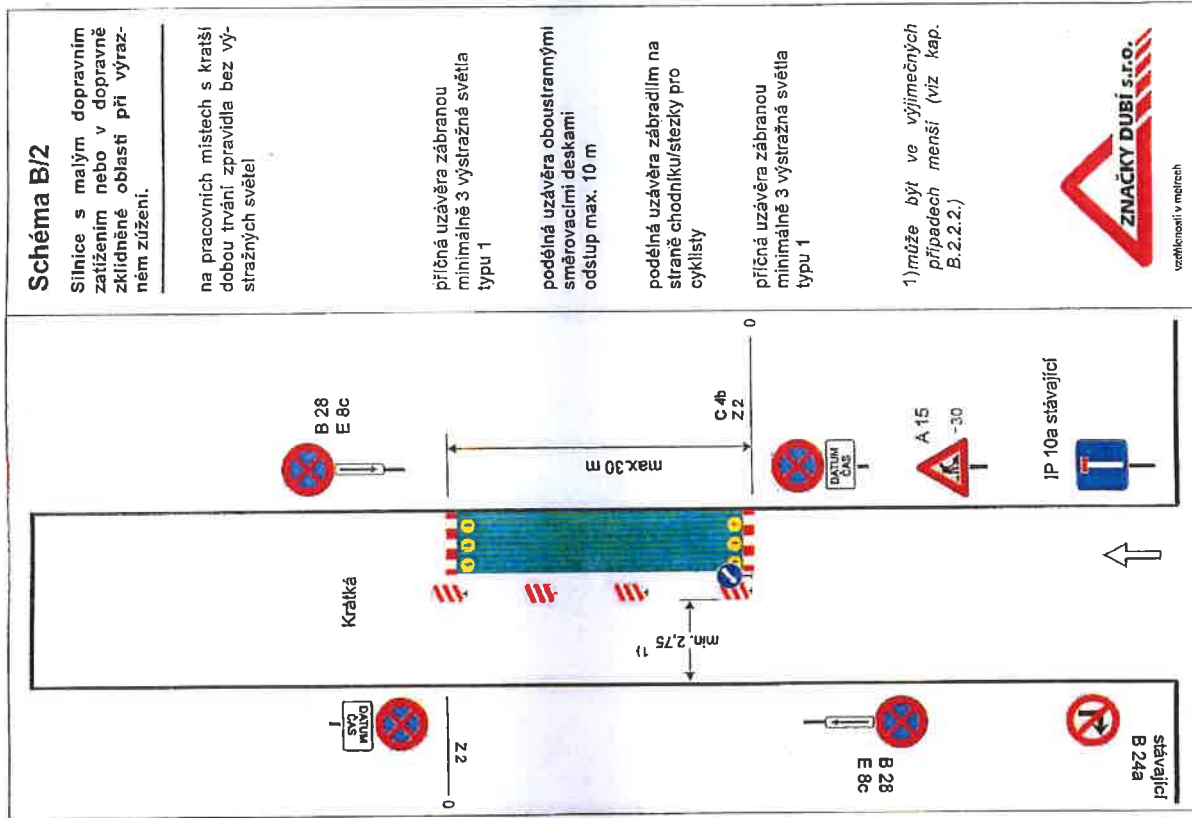 Schéma B/2
Silnice s malým dopravním
zatížením nebo v dopravně
zklidněné oblasti při výraz-
ném zúžení.
na pracovních místech s kratší
dobou trvání zpravidla bez vý-
stražných světel
příčná uzávěra zábranou
minimálně 3 výstražná světla
typu 1
podélná uzávěra oboustrannými
směrovacími deskami
odstup max. 10 m
podélná uzávěra zábradlím na
straně chodníku/stezky pro
cyklisty
příčná uzávěra zábranou
minimálně 3 výstražná světla
typu 1
1) může být ve výjimečných
případech menší (viz kap.
B.2.2.2.)
ZNAČKY DUBÍ s.r.o.
vzdálenosti v metrech
B 28
E 8c
Krátká
max.30 m
C 4b
Z 2
0
DATUM
ČAS
A 15
-30
IP 10a stávající
min. 2,75 1)
DATUM
ČAS
Z 2
0
B 28
E 8c
stávající
B 24a